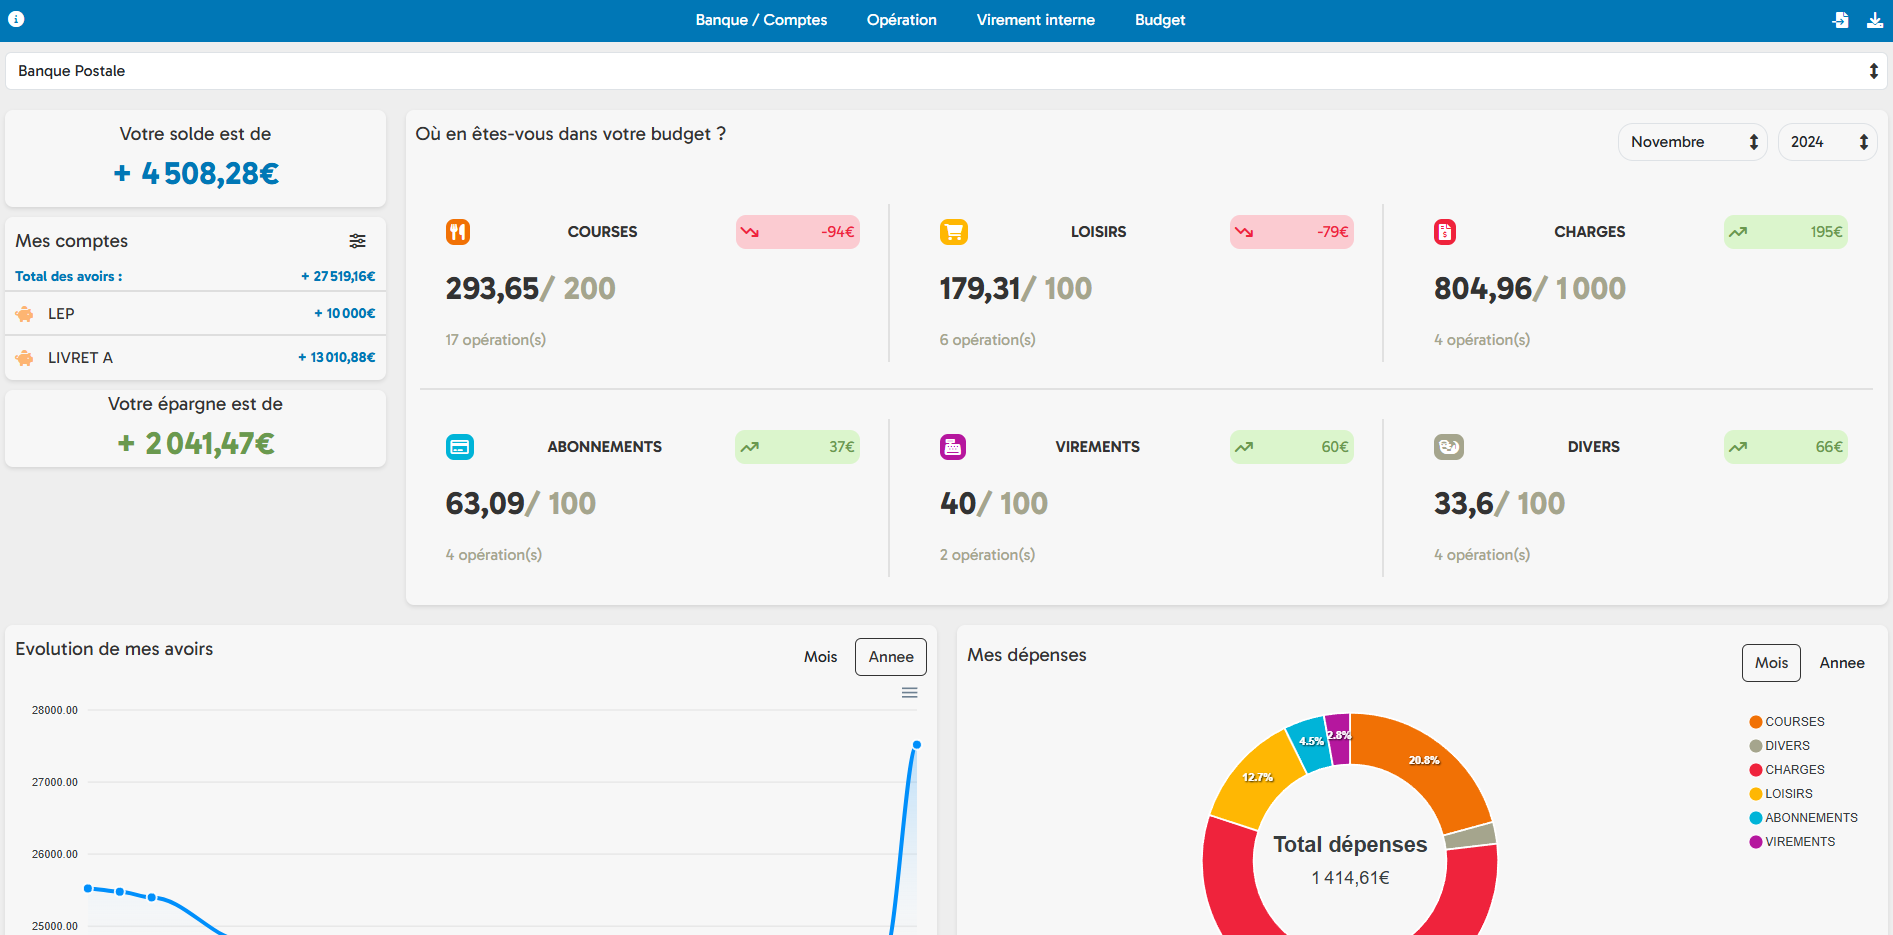 Banque / Comptes Opération Virement interne Budget
Banque Postale
Votre solde est de
+ 4 508,28€
Mes comptes
Total des avoirs : + 27 519,16€
LEP + 10 000€
LIVRET A + 13 010,88€
Votre épargne est de
+ 2 041,47€
Où en êtes-vous dans votre budget ?
Novembre 2024
COURSES -94€
293,65/ 200
17 opération(s)
LOISIRS -79€
179,31/ 100
6 opération(s)
CHARGES 195€
804,96/ 1 000
4 opération(s)
ABONNEMENTS 37€
63,09/ 100
4 opération(s)
VIREMENTS 60€
40/ 100
2 opération(s)
DIVERS 66€
33,6/ 100
4 opération(s)
Evolution de mes avoirs
Mois Annee
28000.00
27000.00
26000.00
25000.00
Mes dépenses
Mois Annee
20.8%
12.7%
4.5%
2.8%
Total dépenses
1 414,61€
COURSES
DIVERS
CHARGES
LOISIRS
ABONNEMENTS
VIREMENTS